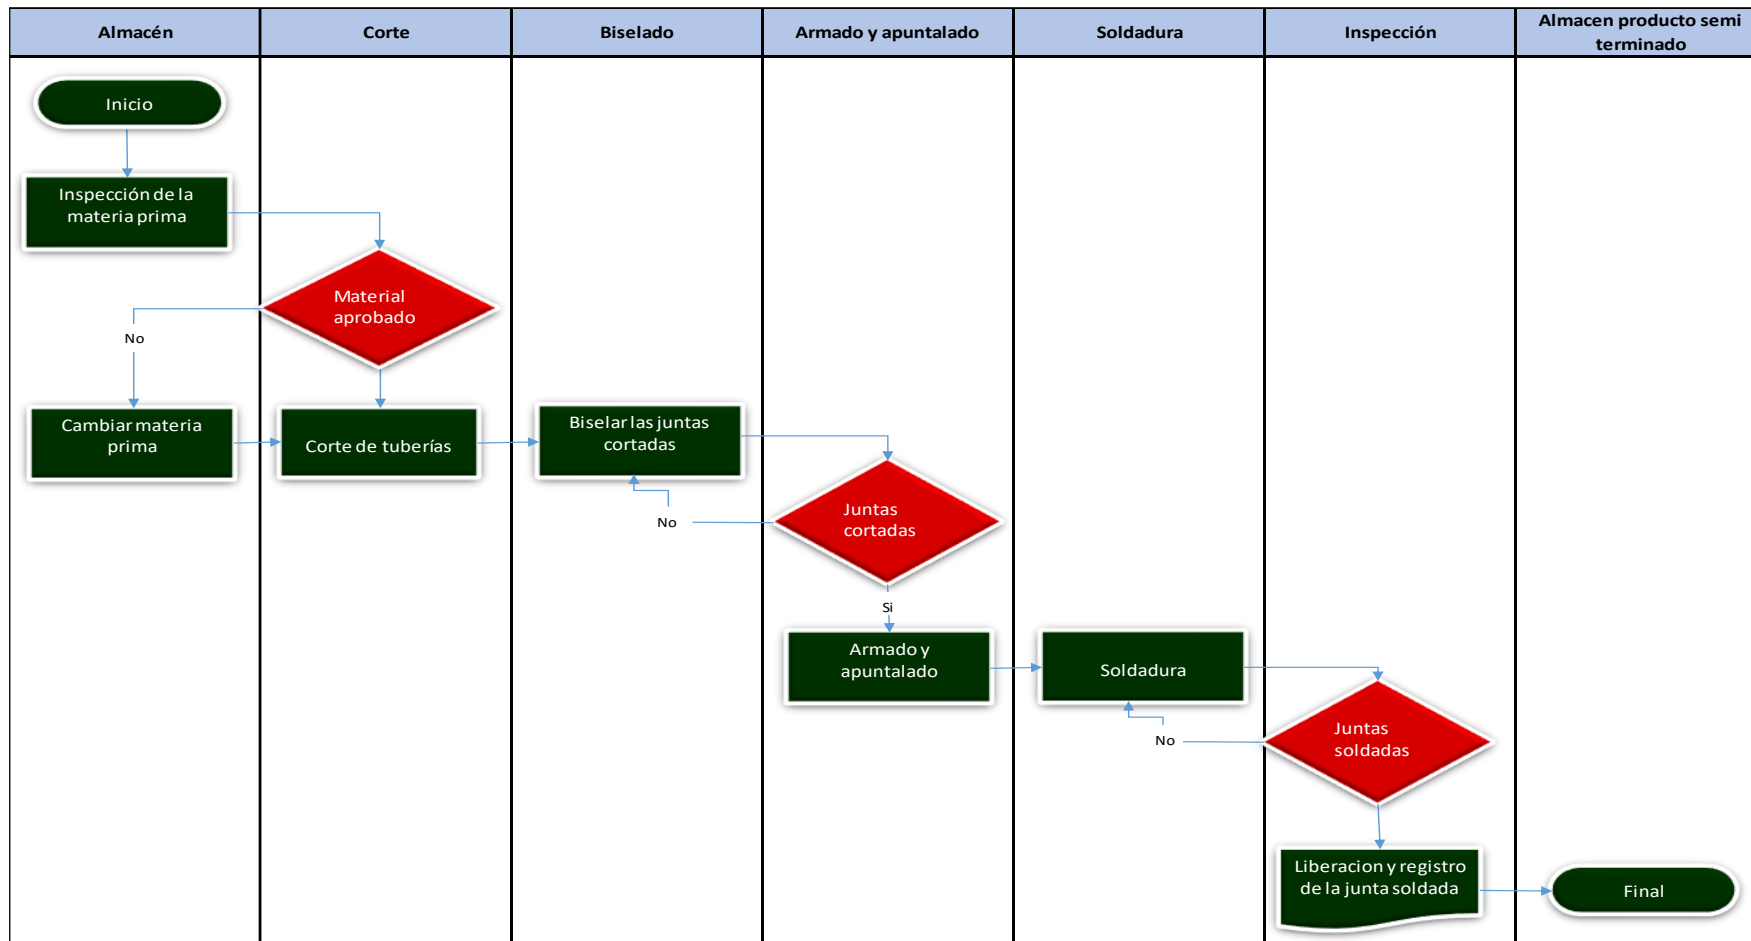 Almacén
Corte
Biselado
Armado y apuntalado
Soldadura
Inspección
Almacen producto semi
terminado
Inicio
Inspección de la
materia prima
Material
aprobado
No
Cambiar materia
prima
Corte de tuberías
Biselar las juntas
cortadas
Juntas
cortadas
No
Si
Armado y
apuntalado
Soldadura
Juntas
soldadas
No
Liberacion y registro
de la junta soldada
Final